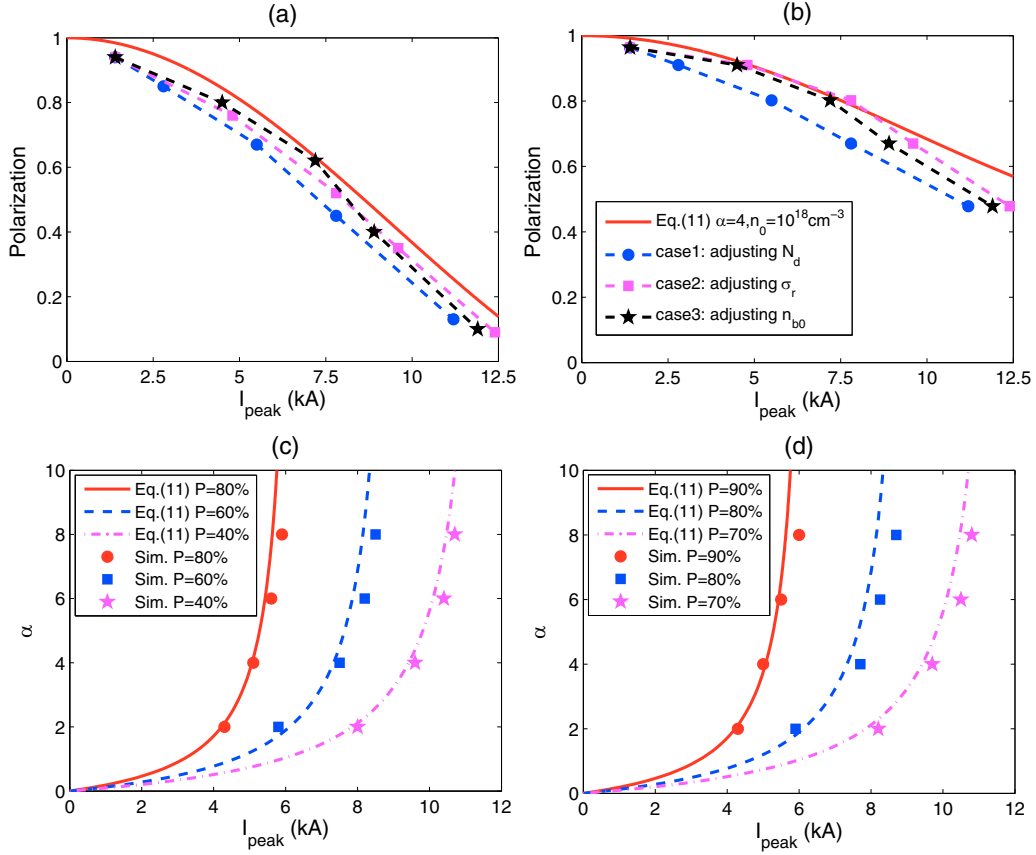 (a)
Polarization
1
0.8
0.6
0.4
0.2
0
0 2.5 5 7.5 10 12.5
I_peak (kA)
(b)
Polarization
1
0.8
0.6
0.4
0.2
0
Eq.(11) α=4,n₀=10¹⁸cm⁻³
case1: adjusting N_d
case2: adjusting σ_r
case3: adjusting n_b0
0 2.5 5 7.5 10 12.5
I_peak (kA)
(c)
α
10
8
6
4
2
0
Eq.(11) P=80%
Eq.(11) P=60%
Eq.(11) P=40%
Sim. P=80%
Sim. P=60%
Sim. P=40%
0 2 4 6 8 10 12
I_peak (kA)
(d)
α
10
8
6
4
2
0
Eq.(11) P=90%
Eq.(11) P=80%
Eq.(11) P=70%
Sim. P=90%
Sim. P=80%
Sim. P=70%
0 2 4 6 8 10 12
I_peak (kA)